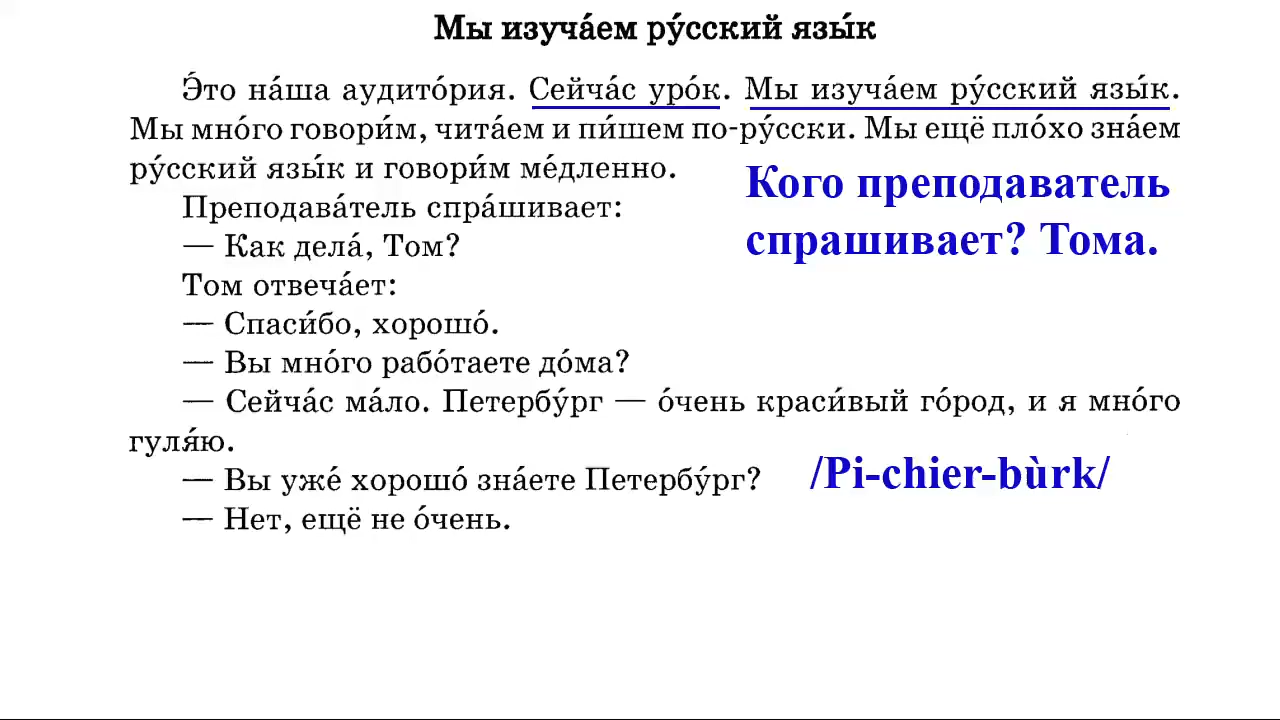 Мы изуча́ем ру́сский язы́к
Э́то на́ша аудито́рия. Сейча́с уро́к. Мы изуча́ем ру́сский язы́к.
Мы мно́го говори́м, чита́ем и пи́шем по-ру́сски. Мы ещё пло́хо зна́ем
ру́сский язы́к и говори́м ме́дленно.
Кого преподаватель
спрашивает? Тома.
Преподава́тель спра́шивает:
— Как дела́, Том?
Том отвеча́ет:
— Спаси́бо, хорошо́.
— Вы мно́го рабо́таете до́ма?
— Сейча́с ма́ло. Петербу́рг — о́чень краси́вый го́род, и я мно́го
гуля́ю.
— Вы уже́ хорошо́ зна́ете Петербу́рг?
/Pi-chier-bùrk/
— Нет, ещё не о́чень.